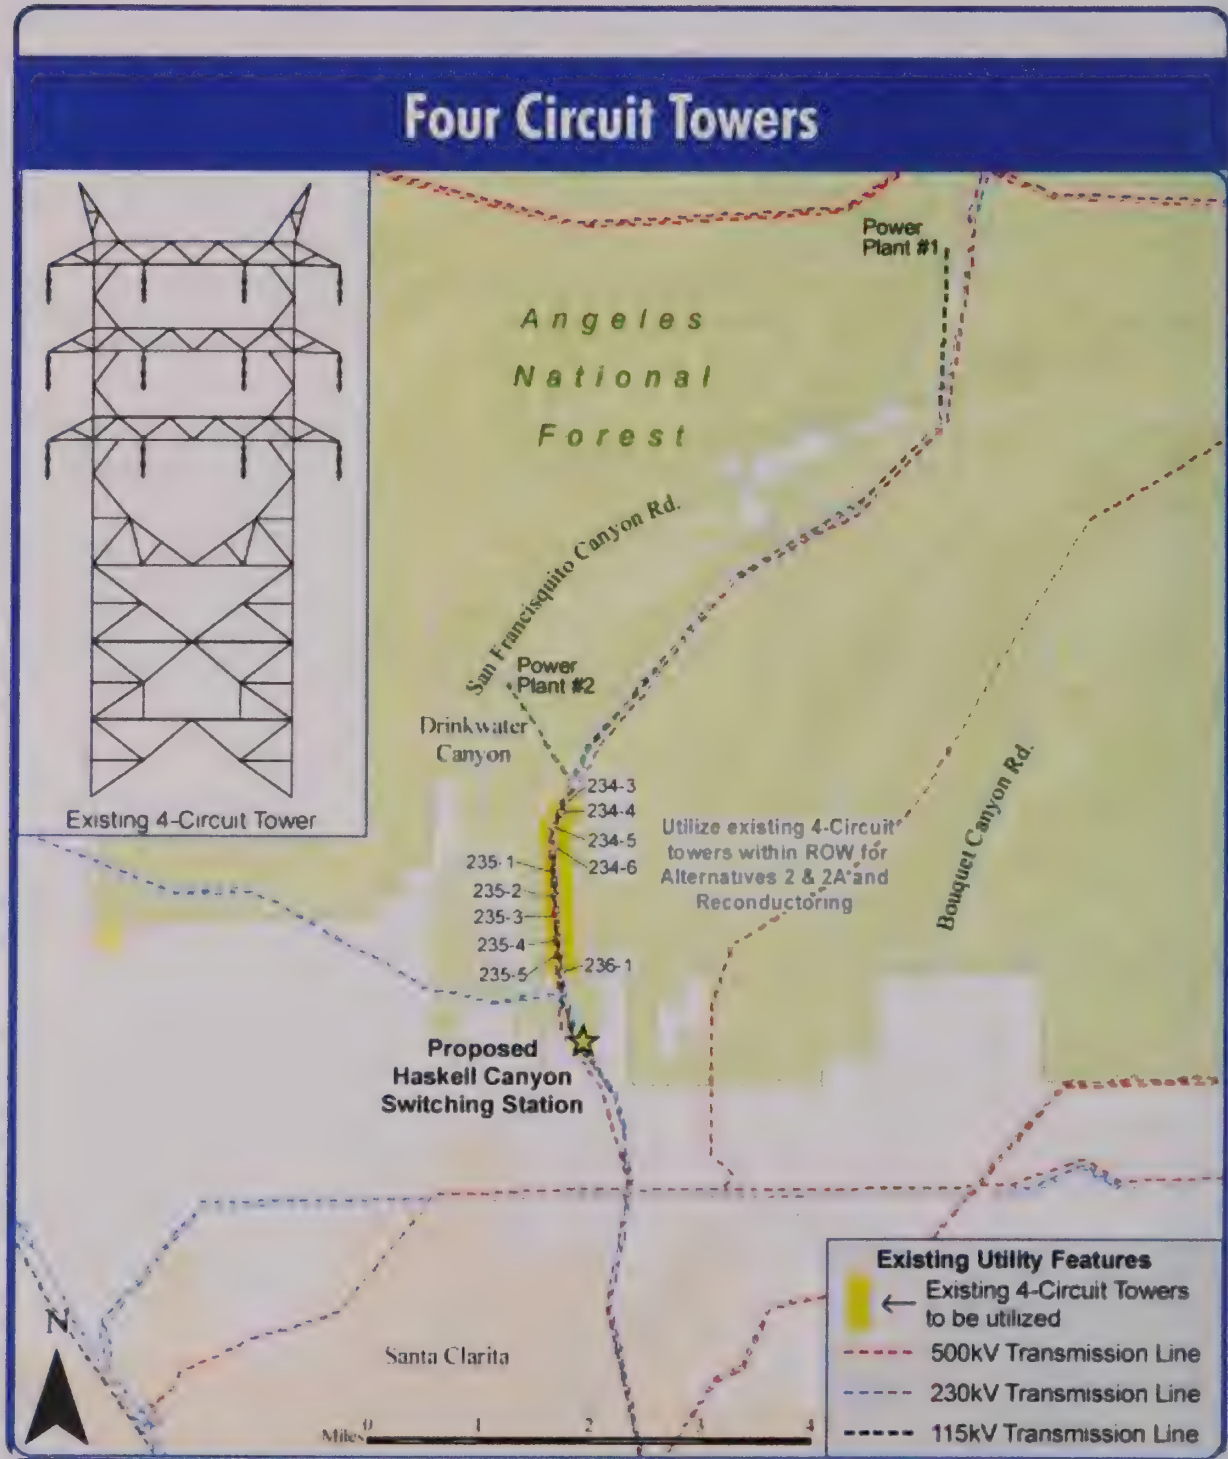 Four Circuit Towers
Existing 4-Circuit Tower
Power
Plant #1
Angeles
National
Forest
San Francisquito Canyon Rd.
Power
Plant #2
Drinkwater
Canyon
234-3
234-4
234-5
234-6
235-1
235-2
235-3
235-4
235-5
236-1
Utilize existing 4-Circuit
towers within ROW for
Alternatives 2 & 2A and
Reconductoring
Bouquet Canyon Rd.
Proposed
Haskell Canyon
Switching Station
Santa Clarita
N
Miles
0 1 2 3 4
Existing Utility Features
Existing 4-Circuit Towers
to be utilized
500kV Transmission Line
230kV Transmission Line
115kV Transmission Line